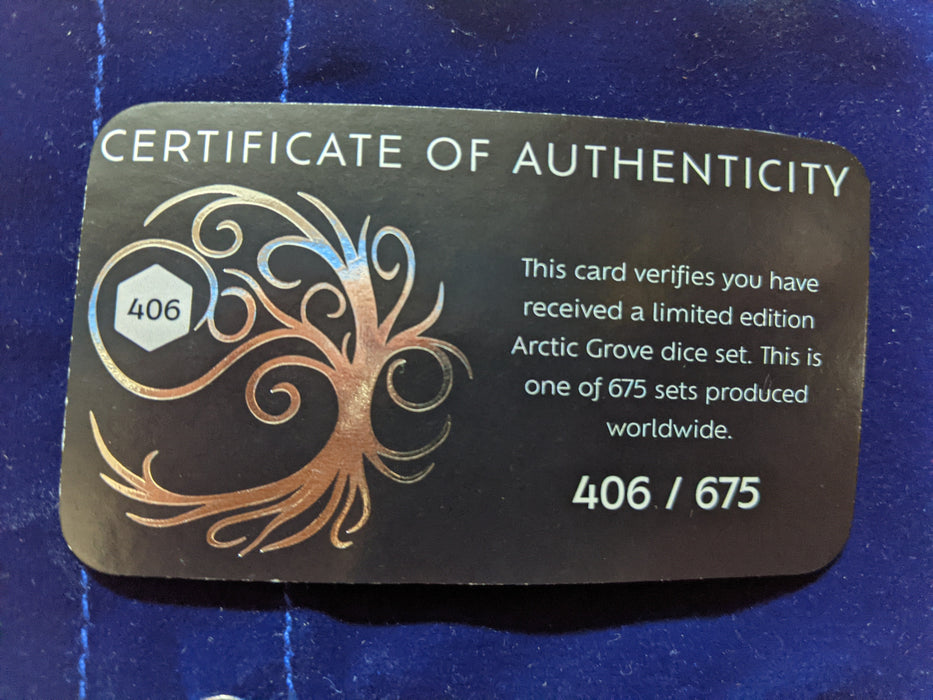 CERTIFICATE OF AUTHENTICITY
406
This card verifies you have
received a limited edition
Arctic Grove dice set. This is
one of 675 sets produced
worldwide.
406 / 675